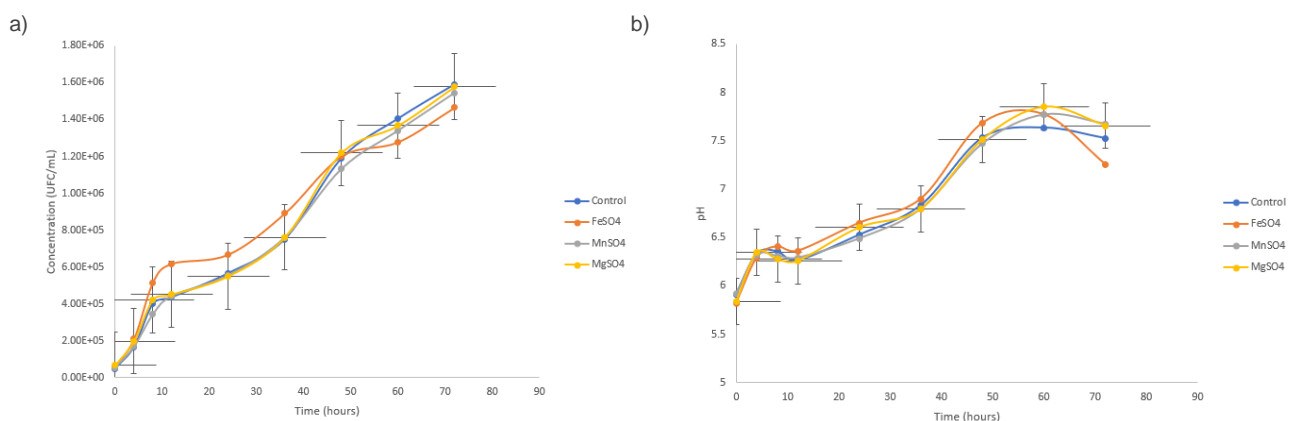 a)
Concentration (UFC/mL)
1.80E+06
1.60E+06
1.40E+06
1.20E+06
1.00E+06
8.00E+05
6.00E+05
4.00E+05
2.00E+05
0.00E+00
0 10 20 30 40 50 60 70 80 90
Time (hours)
Control
FeSO4
MnSO4
MgSO4
b)
pH
8.5
8
7.5
7
6.5
6
5.5
5
0 10 20 30 40 50 60 70 80 90
Time (hours)
Control
FeSO4
MnSO4
MgSO4